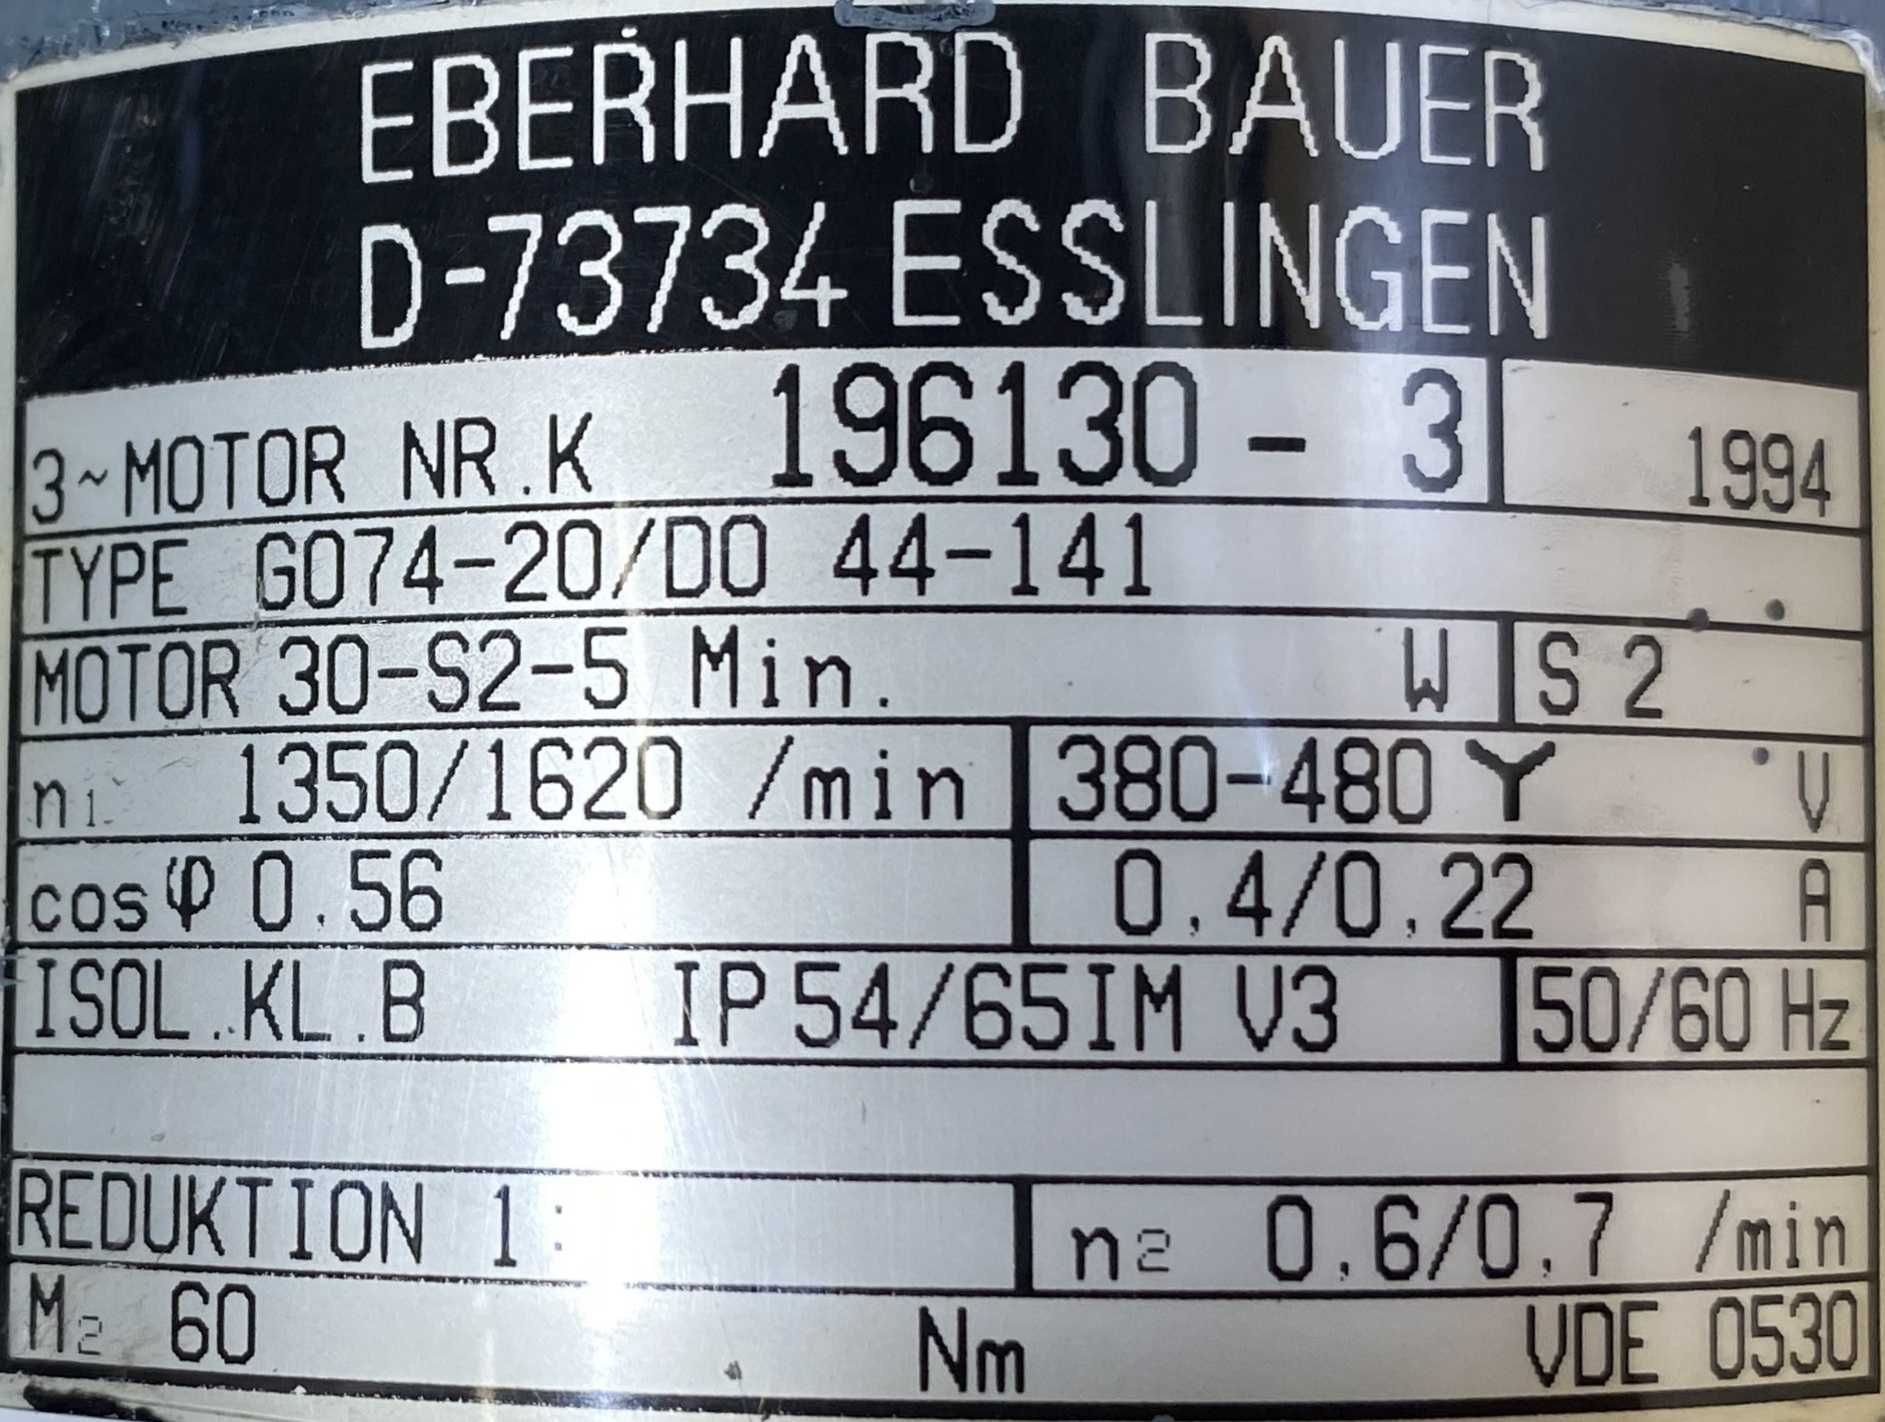 EBERHARD BAUER
D-73734 ESSLINGEN
3~MOTOR NR.K 196130 - 3 1994
TYPE G074-20/D0 44-141
MOTOR 30-S2-5 Min. W S 2
n1 1350/1620 /min 380-480 Y V
cos φ 0.56 0.4/0.22 A
ISOL.KL.B IP 54/65 IM V3 50/60 Hz
REDUKTION 1: n2 0.6/0.7 /min
M2 60 Nm VDE 0530